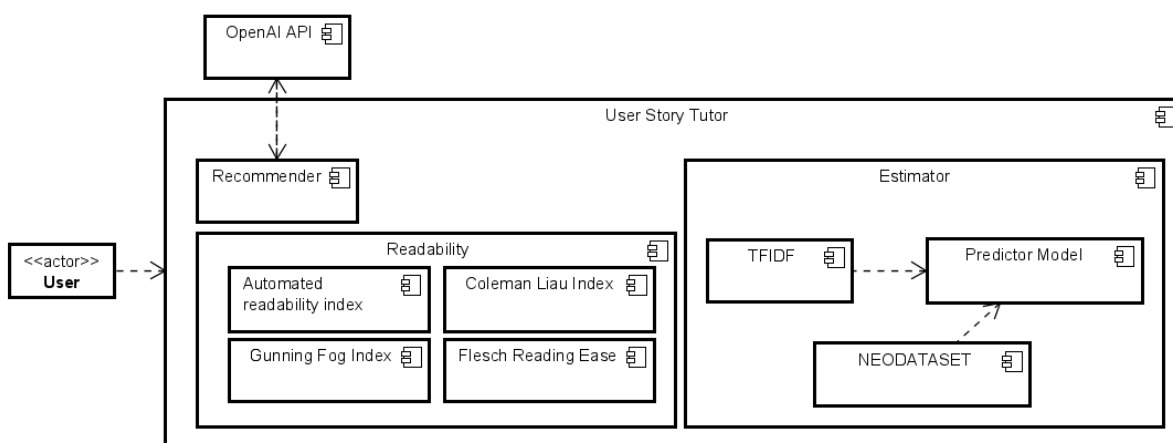 OpenAI API
User Story Tutor
Recommender
Estimator
Readability
<<actor>>
User
TFIDF
Predictor Model
Automated
readability index
Coleman Liau Index
Gunning Fog Index
Flesch Reading Ease
NEODATASET